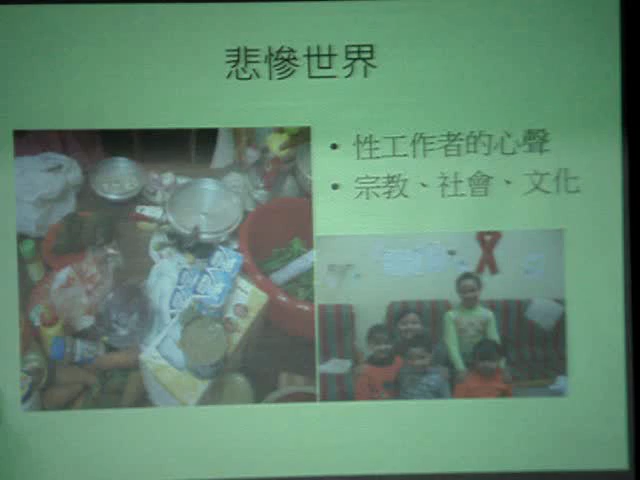 悲慘世界
• 性工作者的心聲
• 宗教、社會、文化